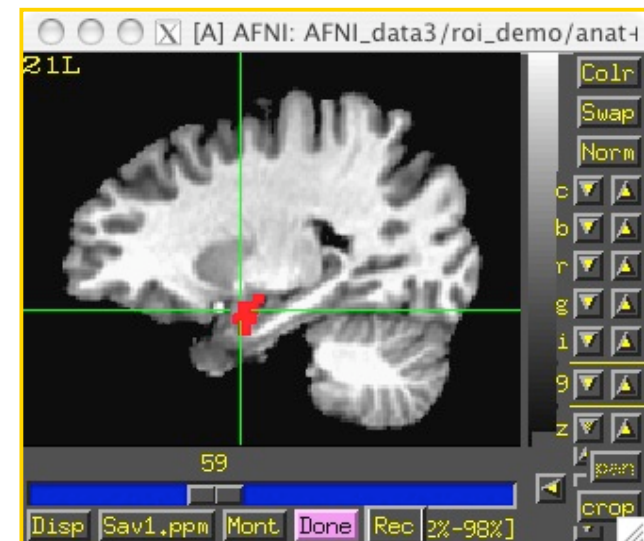 X [A] AFNI: AFNI_data3/roi_demo/anat+
21L
Colr
Swap
Norm
c
b
r
g
i
9
z
59
pan
crop
Disp Sav1.ppm Mont Done Rec 2%-98%]